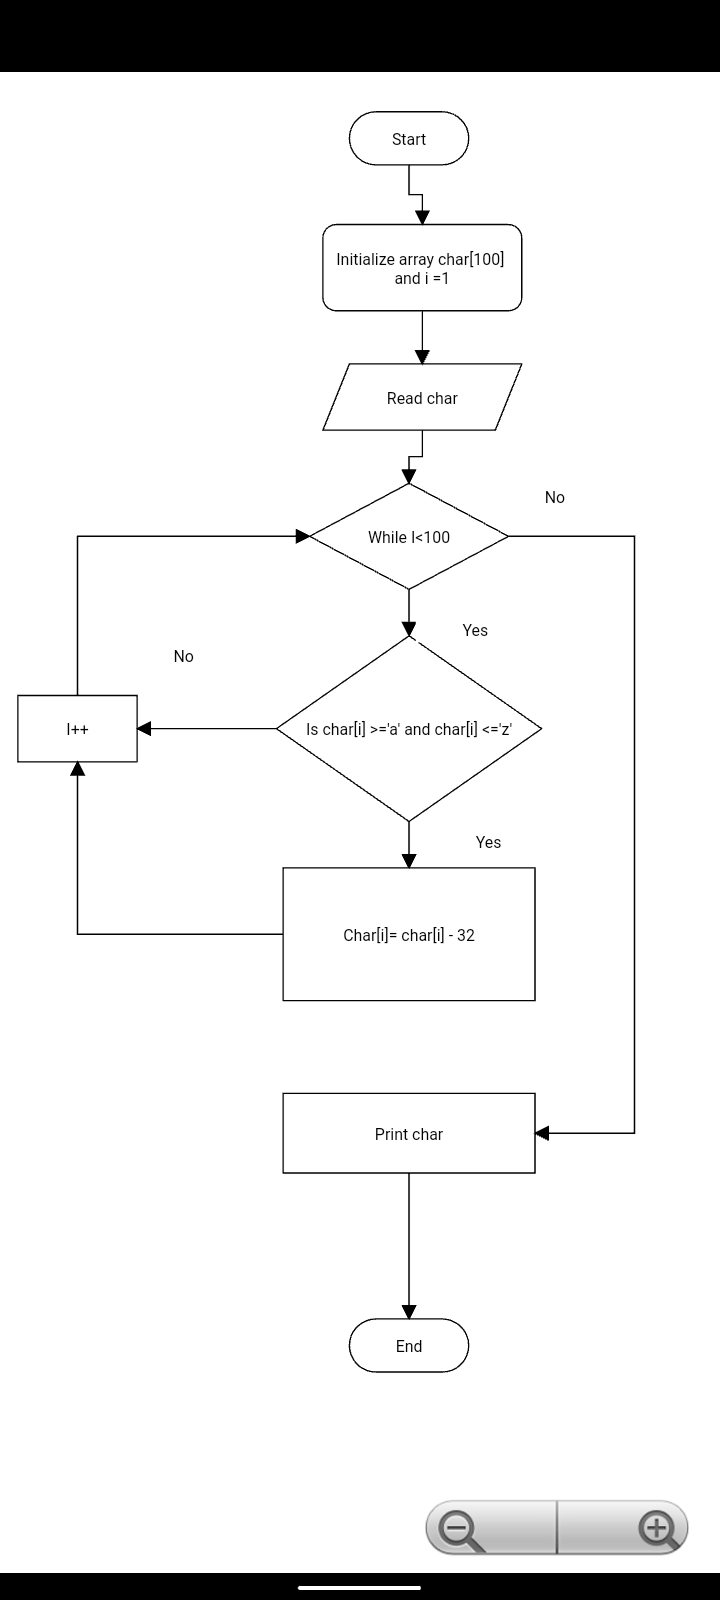 Start
Initialize array char[100]
and i =1
Read char
No
While I<100
Yes
No
I++
Is char[i] >='a' and char[i] <='z'
Yes
Char[i]= char[i] - 32
Print char
End